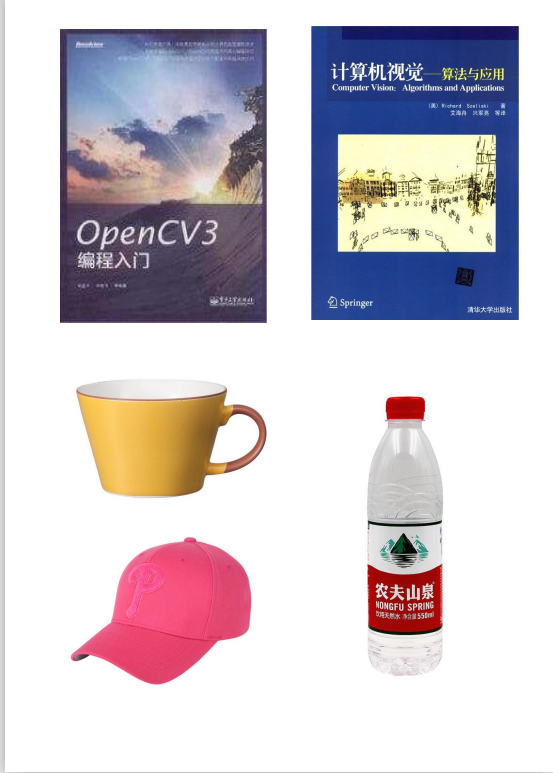 OpenCV3
编程入门
电子工业出版社
计算机视觉——算法与应用
Computer Vision: Algorithms and Applications
(美) Richard Szeliski 著
艾海舟 兴军亮 等译
Springer
清华大学出版社
P
农夫山泉
NONGFU SPRING
饮用天然水 净含量550ml